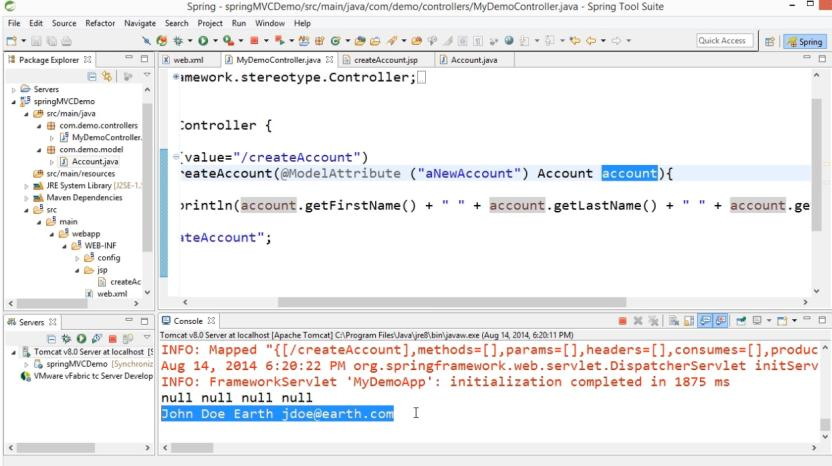 Spring - springMVCDemo/src/main/java/com/demo/controllers/MyDemoController.java - Spring Tool Suite
File Edit Source Refactor Navigate Search Project Run Window Help
Quick Access
Spring
Package Explorer
Servers
springMVCDemo
src/main/java
com.demo.controllers
MyDemoController.
com.demo.model
Account.java
src/main/resources
JRE System Library [J2SE-1.
Maven Dependencies
src
main
webapp
WEB-INF
config
jsp
createAc
web.xml
web.xml MyDemoController.java createAccount.jsp Account.java
amework.stereotype.Controller;
Controller {
(value="/createAccount")
reateAccount(@ModelAttribute ("aNewAccount") Account account){
println(account.getFirstName() + " " + account.getLastName() + " " + account.ge
ateAccount";
Servers
Tomcat v8.0 Server at localhost [S
springMVCDemo [Synchroniz
VMware vFabric tc Server Develop
Console
Tomcat v8.0 Server at localhost [Apache Tomcat] C:\Program Files\Java\jre8\bin\javaw.exe (Aug 14, 2014, 6:20:11 PM)
INFO: Mapped "{[/createAccount],methods=[],params=[],headers=[],consumes=[],produc
Aug 14, 2014 6:20:22 PM org.springframework.web.servlet.DispatcherServlet initServ
INFO: FrameworkServlet 'MyDemoApp': initialization completed in 1875 ms
null null null null
John Doe Earth jdoe@earth.com